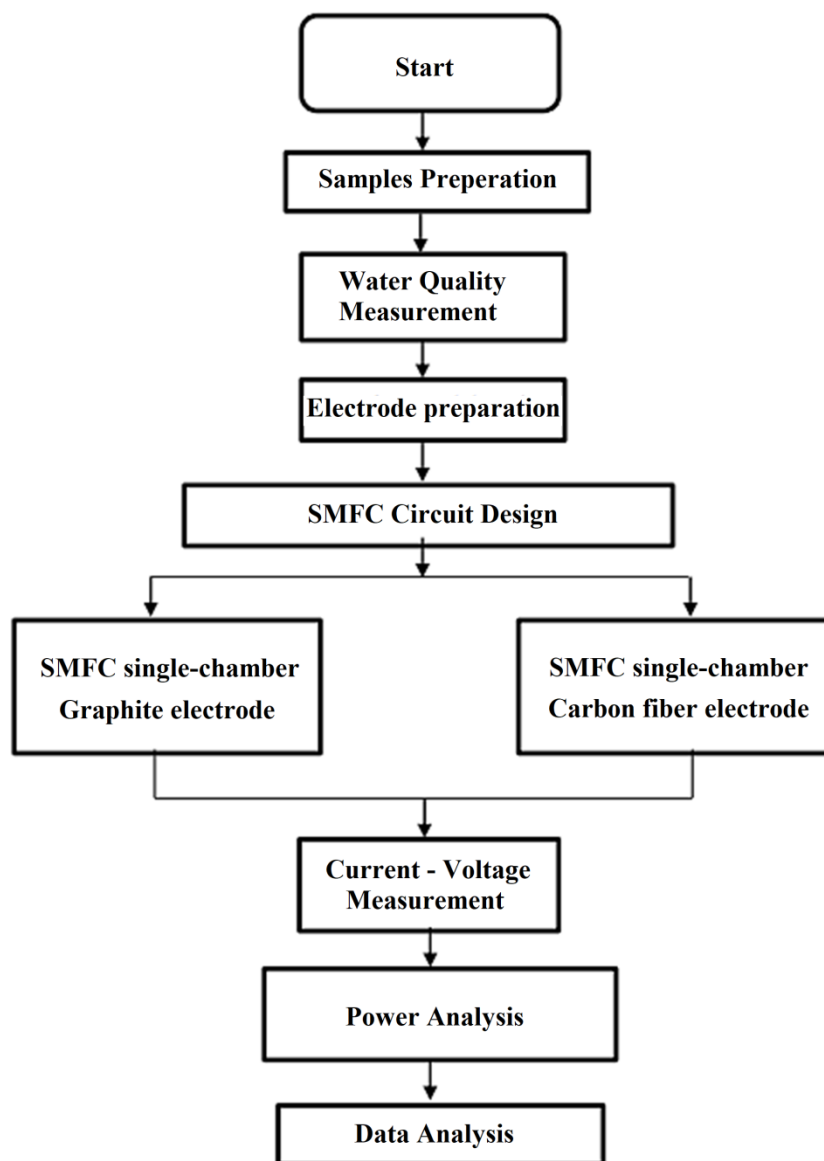 Start
Samples Preperation
Water Quality
Measurement
Electrode preparation
SMFC Circuit Design
SMFC single-chamber
Graphite electrode
SMFC single-chamber
Carbon fiber electrode
Current - Voltage
Measurement
Power Analysis
Data Analysis